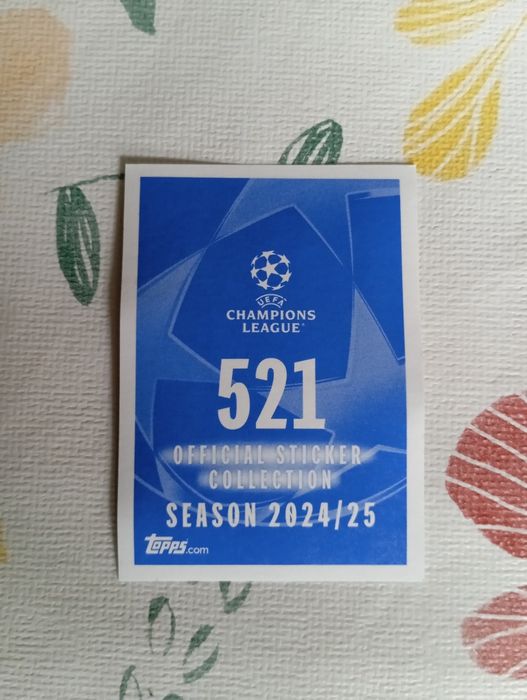 UEFA
CHAMPIONS
LEAGUE®
521
OFFICIAL STICKER
COLLECTION
SEASON 2024/25
topps.com